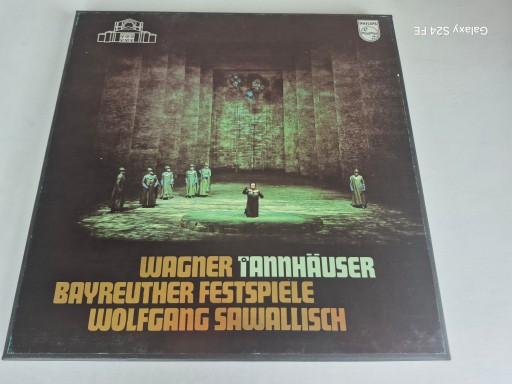 PHILIPS
Galaxy S24 FE
WAGNER TANNHÄUSER
BAYREUTHER FESTSPIELE
WOLFGANG SAWALLISCH